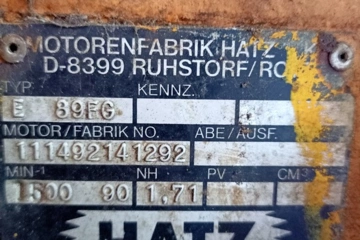 MOTORENFABRIK HATZ
D-8399 RUHSTORF/RO
TYP KENNZ.
E 89FG
MOTOR/FABRIK NO. ABE/AUSF.
111492141292
MIN-1 NH PV CM
1500 90 1,71
HATZ